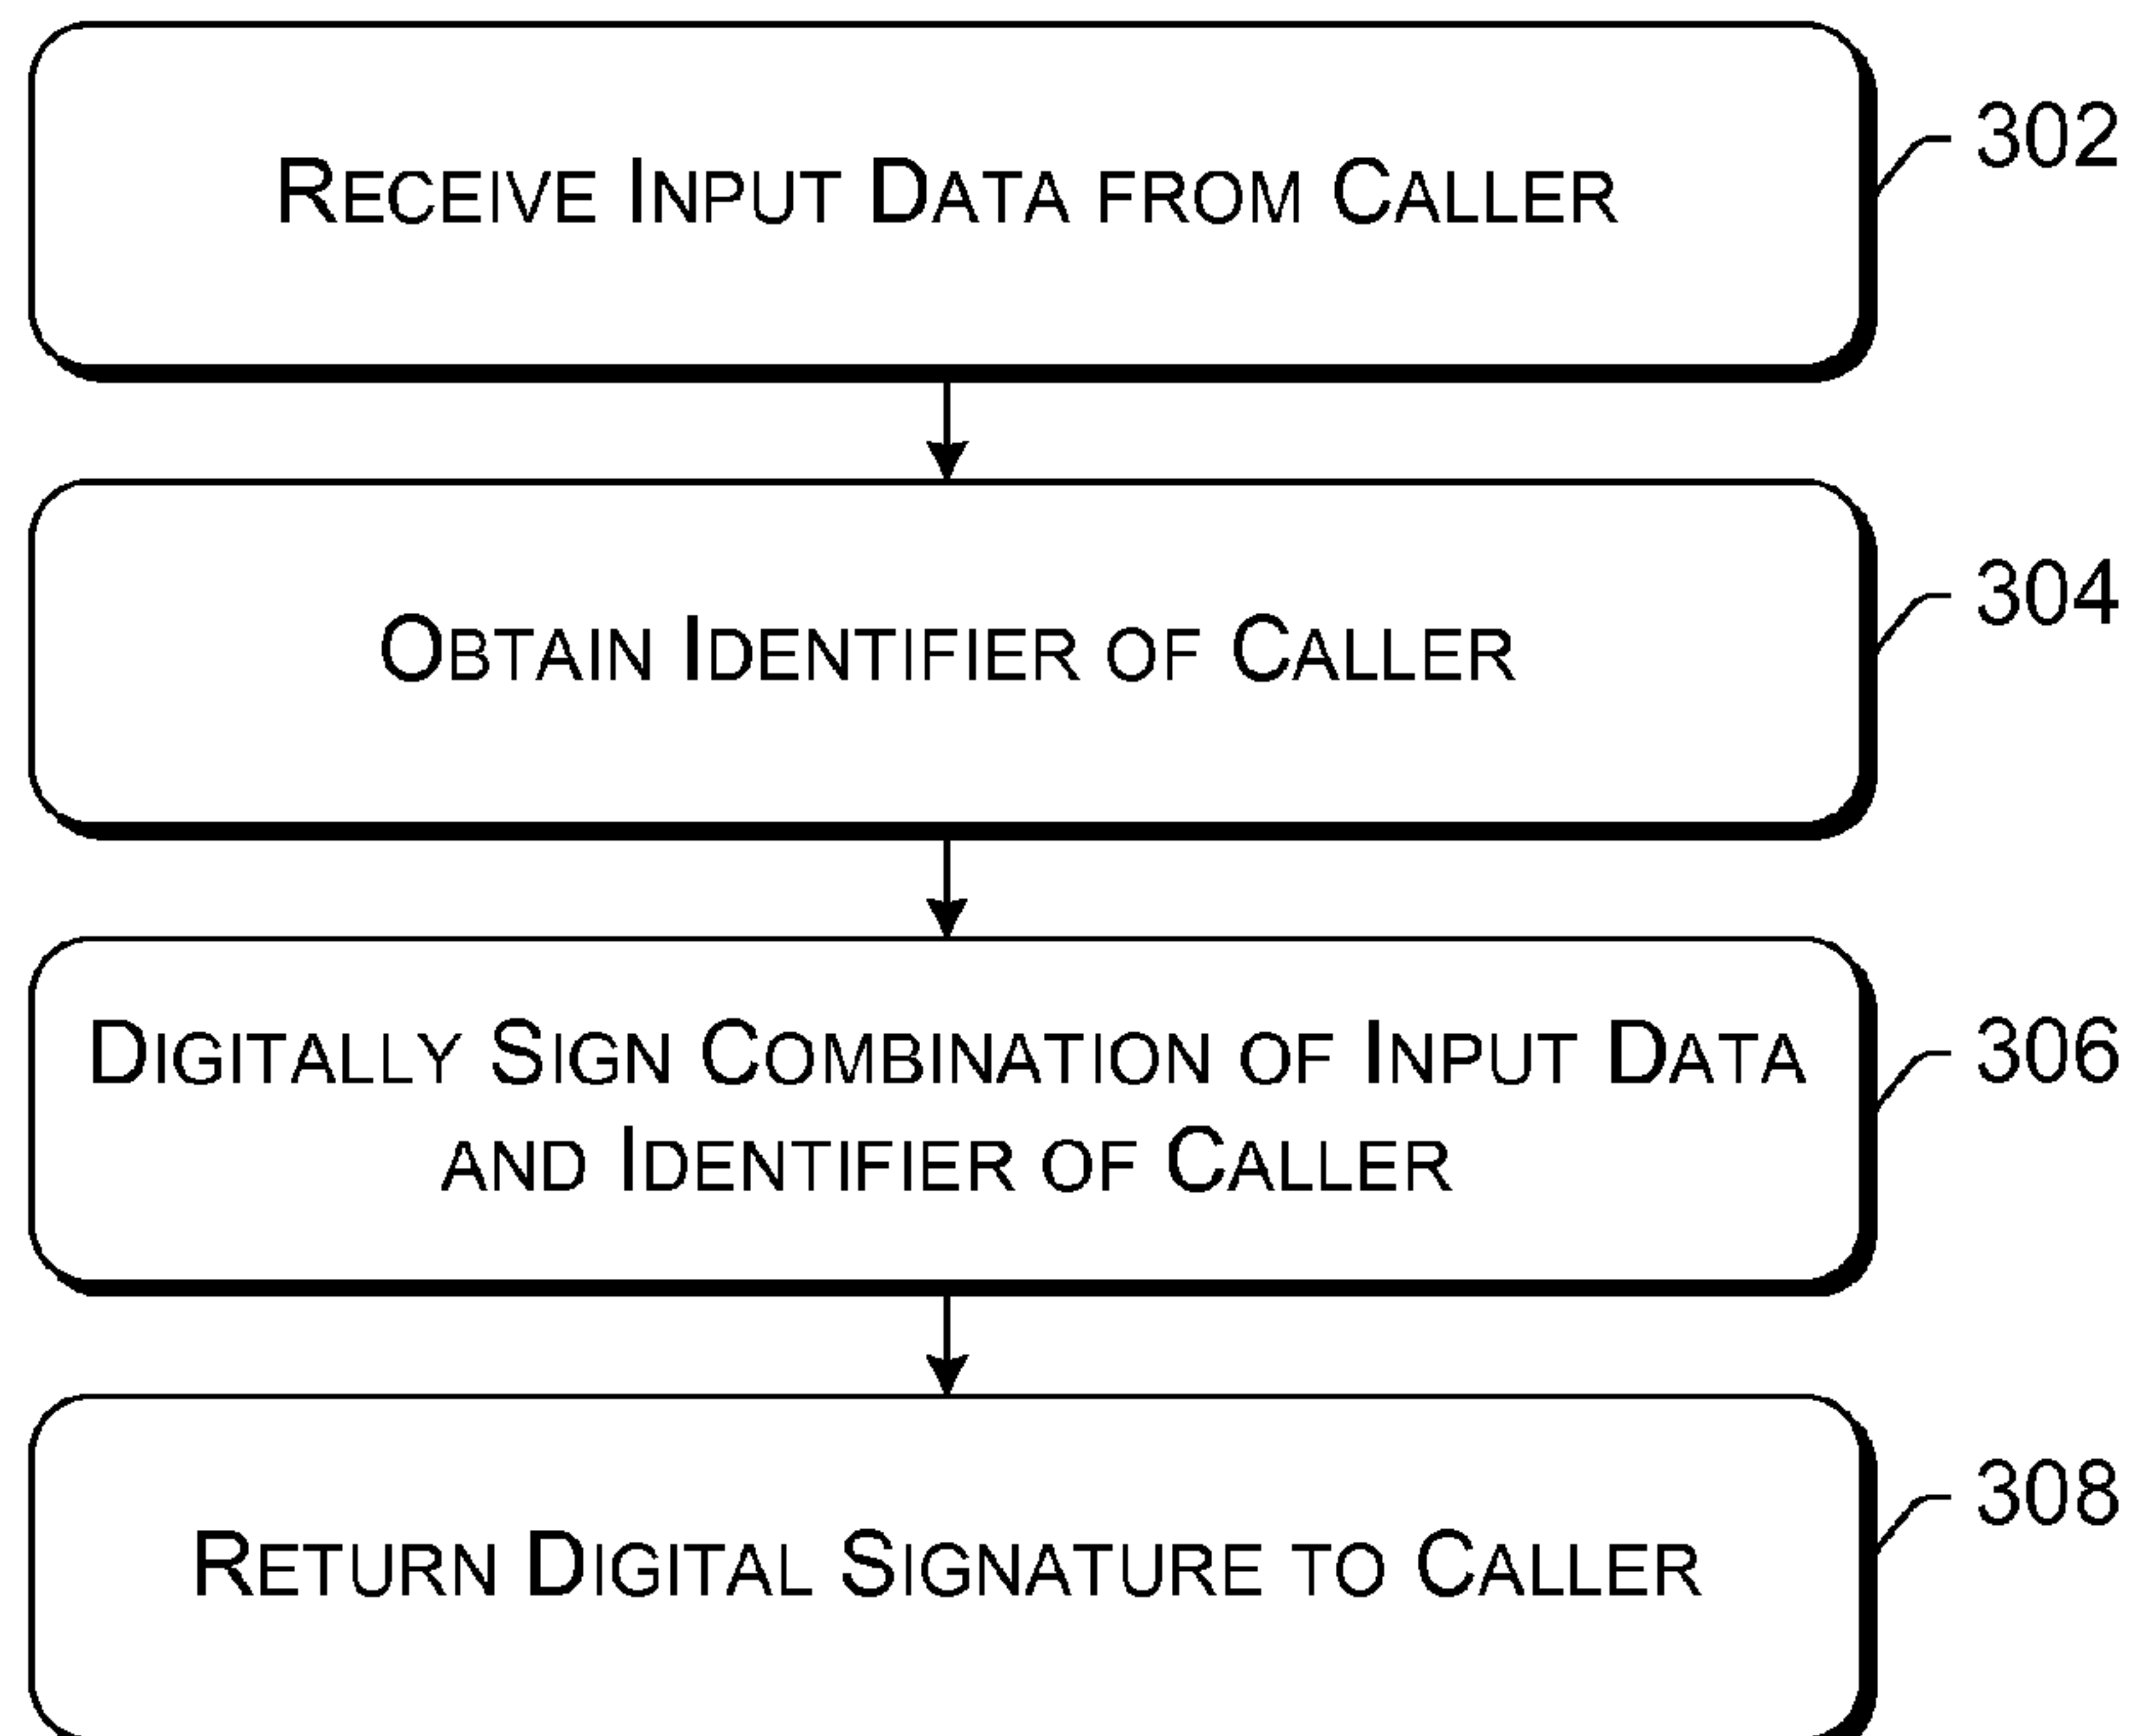 RECEIVE INPUT DATA FROM CALLER
302
OBTAIN IDENTIFIER OF CALLER
304
DIGITALLY SIGN COMBINATION OF INPUT DATA
AND IDENTIFIER OF CALLER
306
RETURN DIGITAL SIGNATURE TO CALLER
308